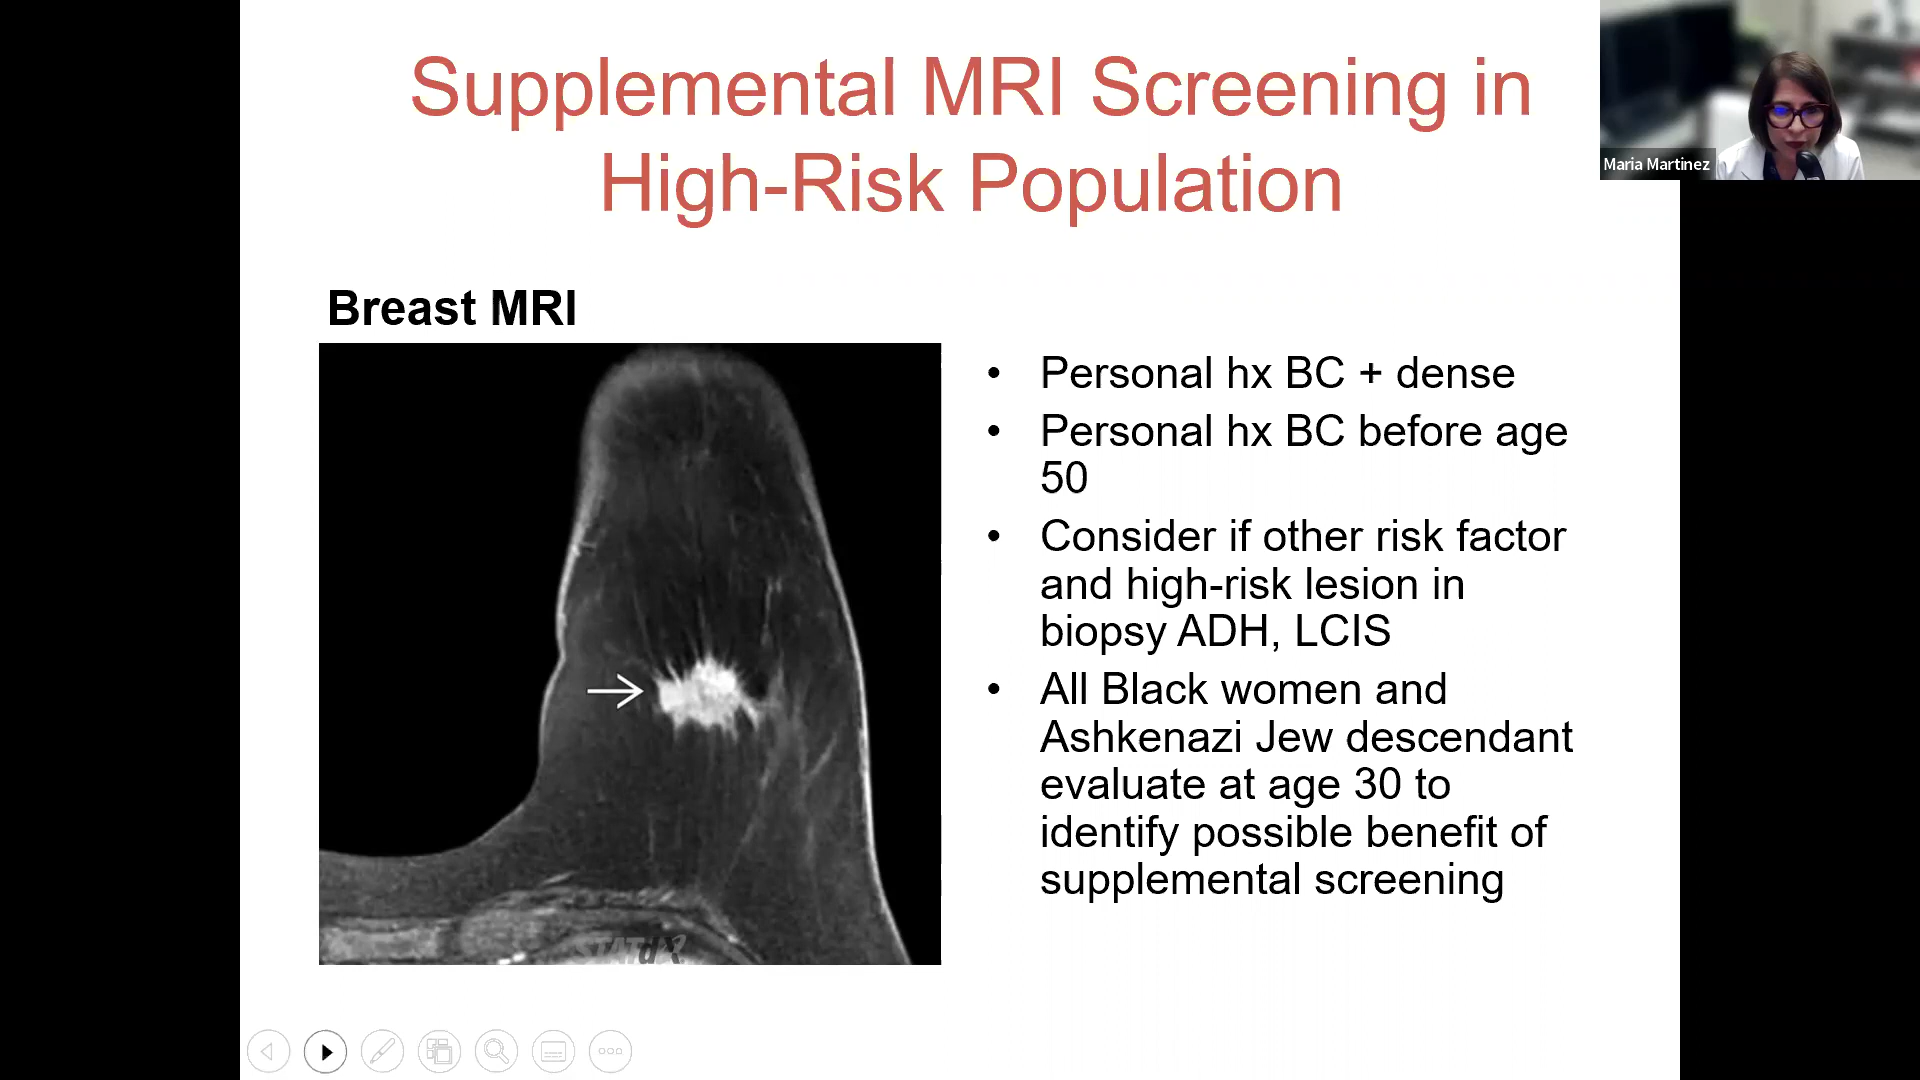 Supplemental MRI Screening in
High-Risk Population
Maria Martinez
Breast MRI
• Personal hx BC + dense
• Personal hx BC before age
50
• Consider if other risk factor
and high-risk lesion in
biopsy ADH, LCIS
• All Black women and
Ashkenazi Jew descendant
evaluate at age 30 to
identify possible benefit of
supplemental screening
STATdx